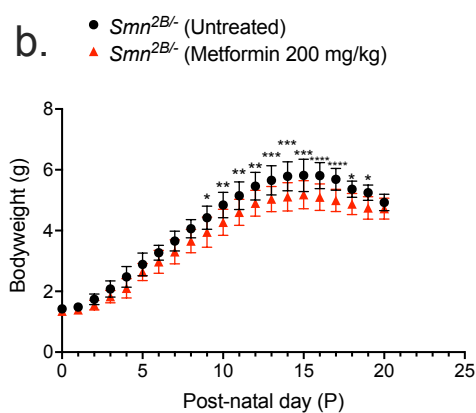 b.
Smn2B/- (Untreated)
Smn2B/- (Metformin 200 mg/kg)
Bodyweight (g)
8
6
4
2
0
* ** ** ** *** *** *** **** **** * *
0 5 10 15 20 25
Post-natal day (P)